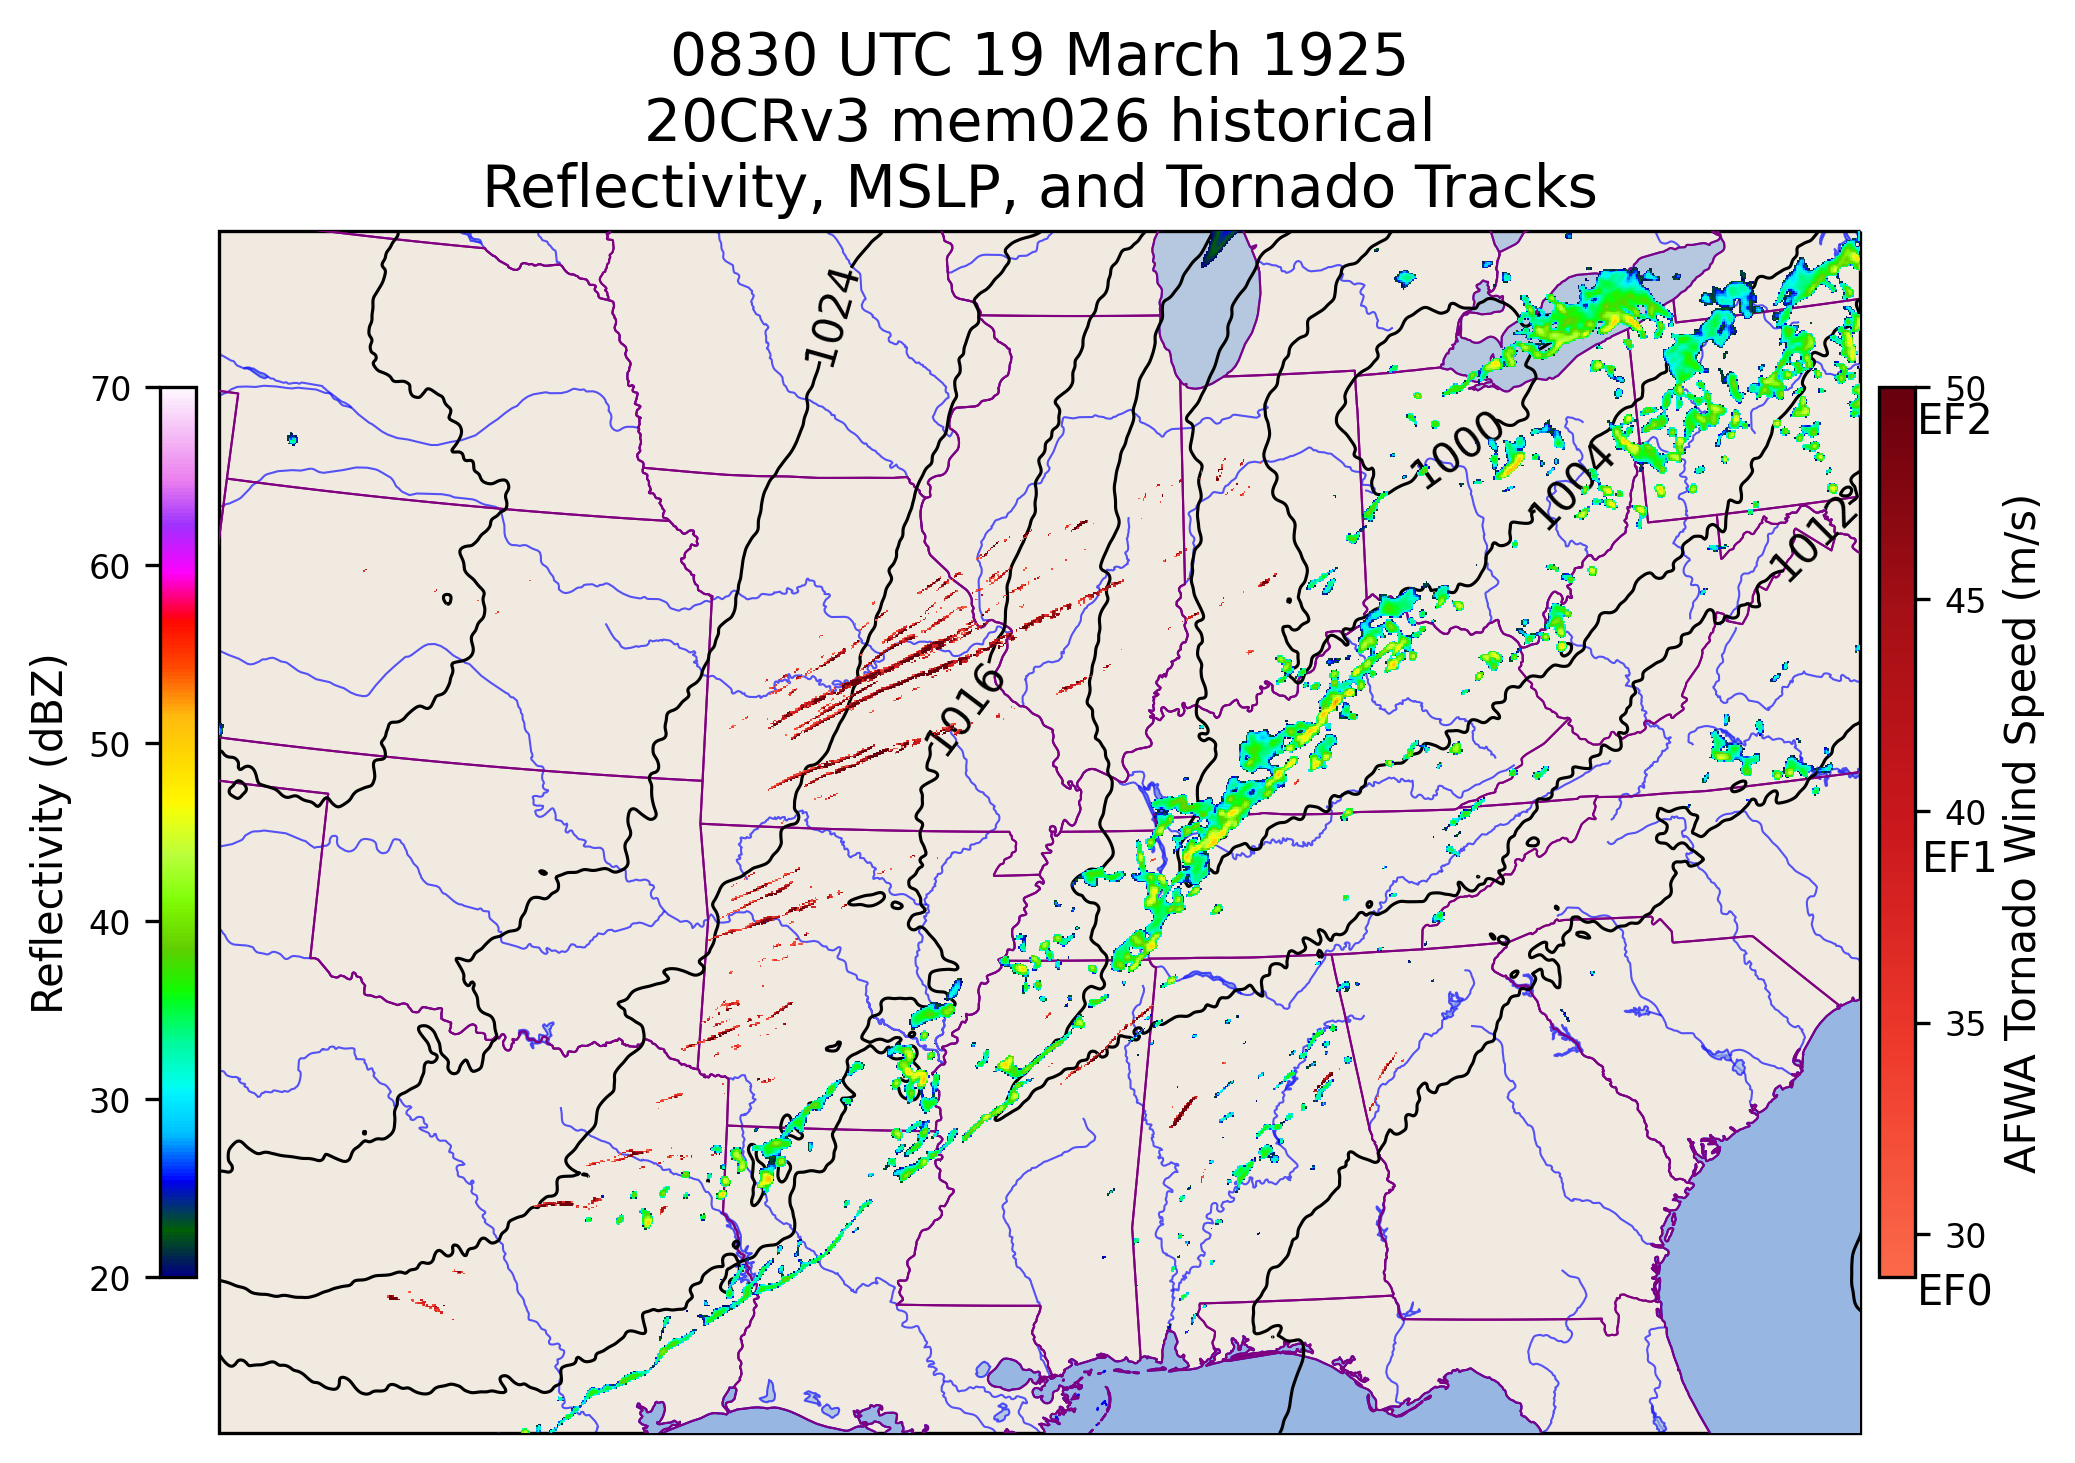 0830 UTC 19 March 1925
20CRv3 mem026 historical
Reflectivity, MSLP, and Tornado Tracks
1024
1000
1004
1012
1016
Reflectivity (dBZ)
70
60
50
40
30
20
50
EF2
45
40
EF1
35
30
EF0
AFWA Tornado Wind Speed (m/s)